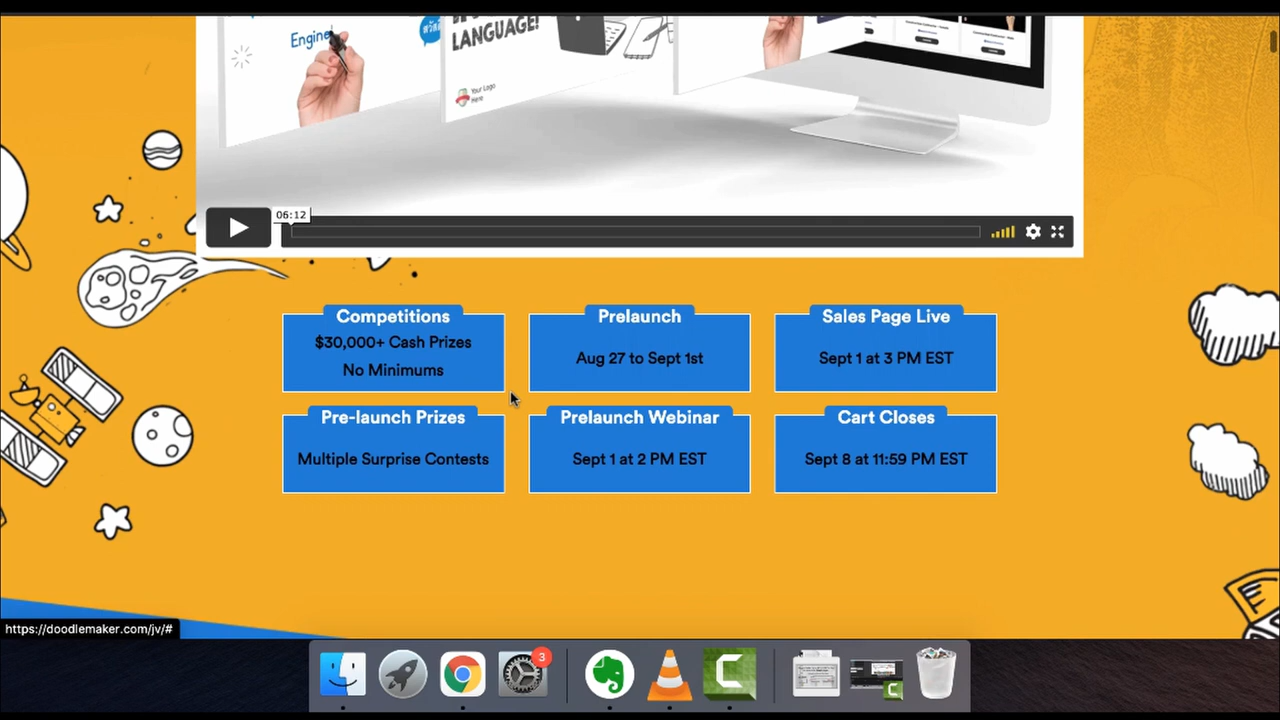 Engine
LANGUAGE!
Your Logo
Here
06:12
Competitions
$30,000+ Cash Prizes
No Minimums
Prelaunch
Aug 27 to Sept 1st
Sales Page Live
Sept 1 at 3 PM EST
Pre-launch Prizes
Multiple Surprise Contests
Prelaunch Webinar
Sept 1 at 2 PM EST
Cart Closes
Sept 8 at 11:59 PM EST
https://doodlemaker.com/jv/#
3